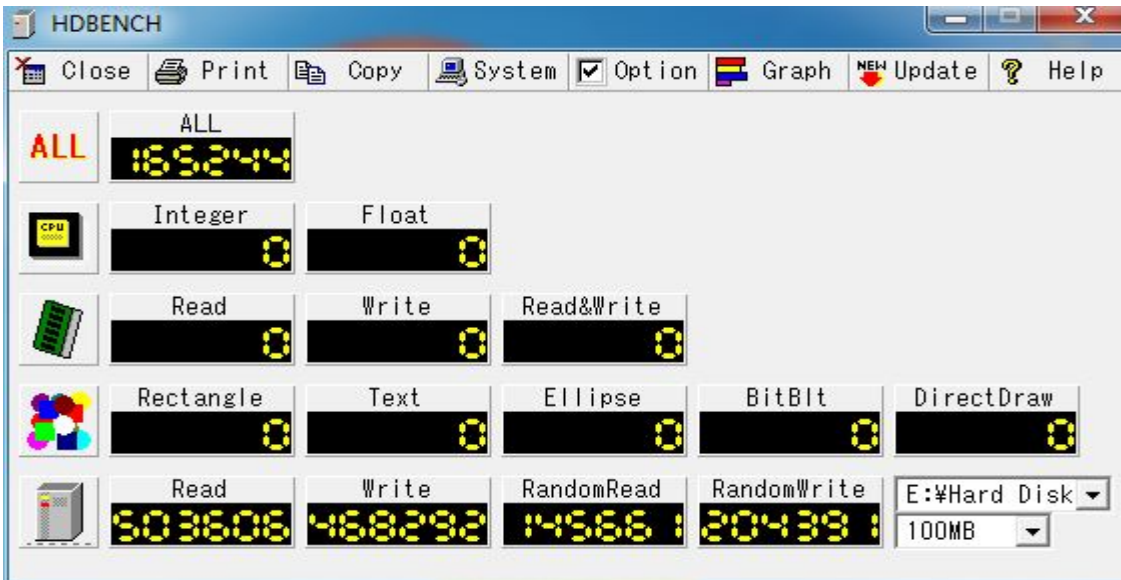 HDBENCH
Close Print Copy System Option Graph NEW Update Help
ALL
ALL 165244
CPU
Integer Float
0 0
Read Write Read&Write
0 0 0
Rectangle Text Ellipse BitBlt DirectDraw
0 0 0 0 0
Read Write RandomRead RandomWrite E:¥Hard Disk
503606 468292 145661 204391 100MB